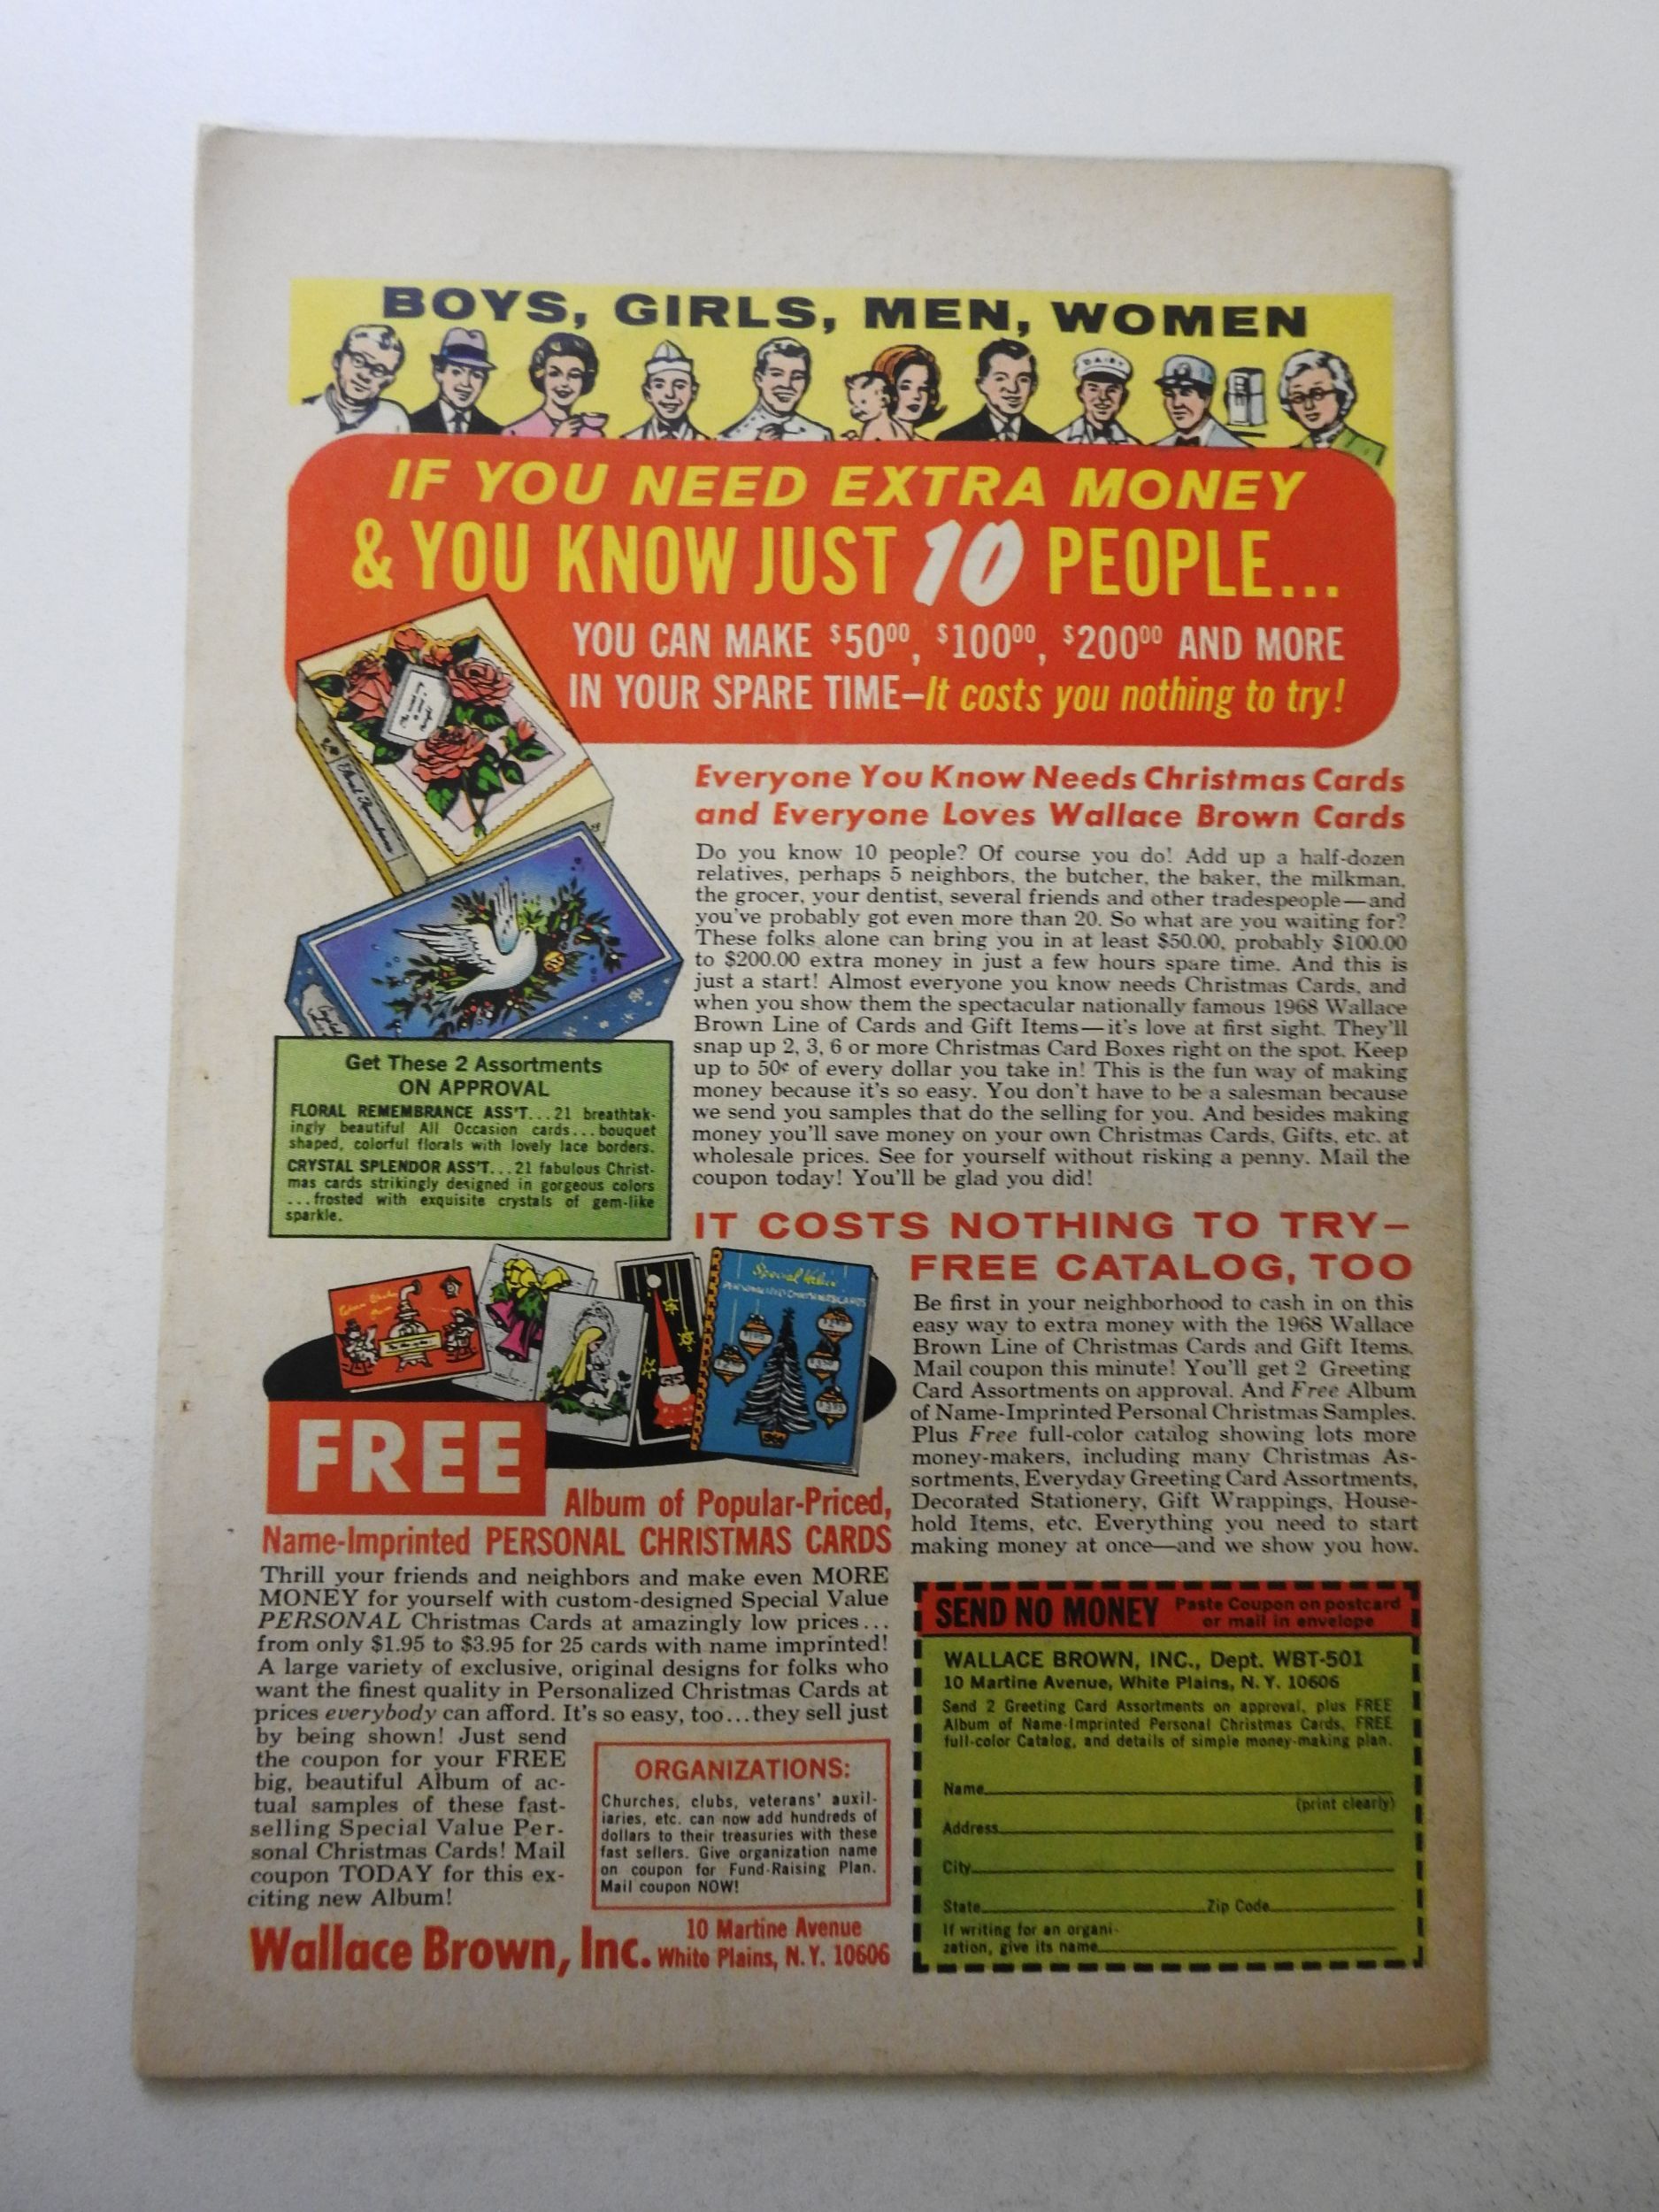 BOYS, GIRLS, MEN, WOMEN
DAIRY
IF YOU NEED EXTRA MONEY
& YOU KNOW JUST 10 PEOPLE...
YOU CAN MAKE $50.00, $100.00, $200.00 AND MORE
IN YOUR SPARE TIME—It costs you nothing to try!
Everyone You Know Needs Christmas Cards
and Everyone Loves Wallace Brown Cards
Do you know 10 people? Of course you do! Add up a half-dozen
relatives, perhaps 5 neighbors, the butcher, the baker, the milkman,
the grocer, your dentist, several friends and other tradespeople—and
you've probably got even more than 20. So what are you waiting for?
These folks alone can bring you in at least $50.00, probably $100.00
to $200.00 extra money in just a few hours spare time. And this is
just a start! Almost everyone you know needs Christmas Cards, and
when you show them the spectacular nationally famous 1968 Wallace
Brown Line of Cards and Gift Items—it's love at first sight. They'll
snap up 2, 3, 6 or more Christmas Card Boxes right on the spot. Keep
up to 50¢ of every dollar you take in! This is the fun way of making
money because it's so easy. You don't have to be a salesman because
we send you samples that do the selling for you. And besides making
money you'll save money on your own Christmas Cards, Gifts, etc. at
wholesale prices. See for yourself without risking a penny. Mail the
coupon today! You'll be glad you did!
Get These 2 Assortments
ON APPROVAL
FLORAL REMEMBRANCE ASS'T...21 breathtak-
ingly beautiful All Occasion cards...bouquet
shaped, colorful florals with lovely lace borders.
CRYSTAL SPLENDOR ASS'T...21 fabulous Christ-
mas cards strikingly designed in gorgeous colors
...frosted with exquisite crystals of gem-like
sparkle.
IT COSTS NOTHING TO TRY—
FREE CATALOG, TOO
Be first in your neighborhood to cash in on this
easy way to extra money with the 1968 Wallace
Brown Line of Christmas Cards and Gift Items.
Mail coupon this minute! You'll get 2 Greeting
Card Assortments on approval. And Free Album
of Name-Imprinted Personal Christmas Samples.
Plus Free full-color catalog showing lots more
money-makers, including many Christmas As-
sortments, Everyday Greeting Card Assortments,
Decorated Stationery, Gift Wrappings, House-
hold Items, etc. Everything you need to start
making money at once—and we show you how.
Special Value
PERSONALIZED CHRISTMAS CARDS
FREE
Album of Popular-Priced,
Name-Imprinted PERSONAL CHRISTMAS CARDS
Thrill your friends and neighbors and make even MORE
MONEY for yourself with custom-designed Special Value
PERSONAL Christmas Cards at amazingly low prices...
from only $1.95 to $3.95 for 25 cards with name imprinted!
A large variety of exclusive, original designs for folks who
want the finest quality in Personalized Christmas Cards at
prices everybody can afford. It's so easy, too...they sell just
by being shown! Just send
the coupon for your FREE
big, beautiful Album of ac-
tual samples of these fast-
selling Special Value Per-
sonal Christmas Cards! Mail
coupon TODAY for this ex-
citing new Album!
ORGANIZATIONS:
Churches, clubs, veterans' auxil-
iaries, etc. can now add hundreds of
dollars to their treasuries with these
fast sellers. Give organization name
on coupon for Fund-Raising Plan.
Mail coupon NOW!
Wallace Brown, Inc. 10 Martine Avenue
White Plains, N.Y. 10606
SEND NO MONEY Paste Coupon on postcard
or mail in envelope
WALLACE BROWN, INC., Dept. WBT-501
10 Martine Avenue, White Plains, N.Y. 10606
Send 2 Greeting Card Assortments on approval, plus FREE
Album of Name-Imprinted Personal Christmas Cards, FREE
full-color Catalog, and details of simple money-making plan.
Name
(print clearly)
Address
City
State Zip Code
If writing for an organi-
zation, give its name